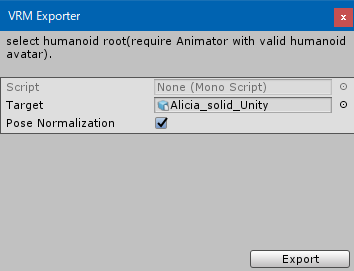 VRM Exporter
x
select humanoid root(require Animator with valid humanoid
avatar).
Script None (Mono Script)
Target Alicia_solid_Unity
Pose Normalization
Export